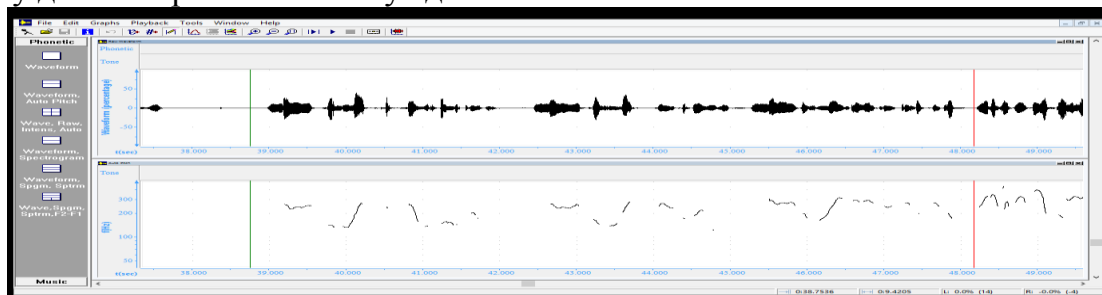 File Edit Graphs Playback Tools Window Help
Phonetic
Waveform
Waveform,
Auto Pitch
Wave, Raw,
Intens, Auto
Waveform,
Spectrogram
Waveform,
Spgm, Sptrm
Wave,Spgm,
Sptrm,F2-F1
Music
Phonetic
Tone
Waveform (percentage)
50
0
-50
t(sec) 38.000 39.000 40.000 41.000 42.000 43.000 44.000 45.000 46.000 47.000 48.000 49.000
Tone
f(Hz)
300
200
100
50
t(sec) 38.000 39.000 40.000 41.000 42.000 43.000 44.000 45.000 46.000 47.000 48.000 49.000
0:38.7536 0:9.4205 L: 0.0% (14) R: -0.0% (-4)